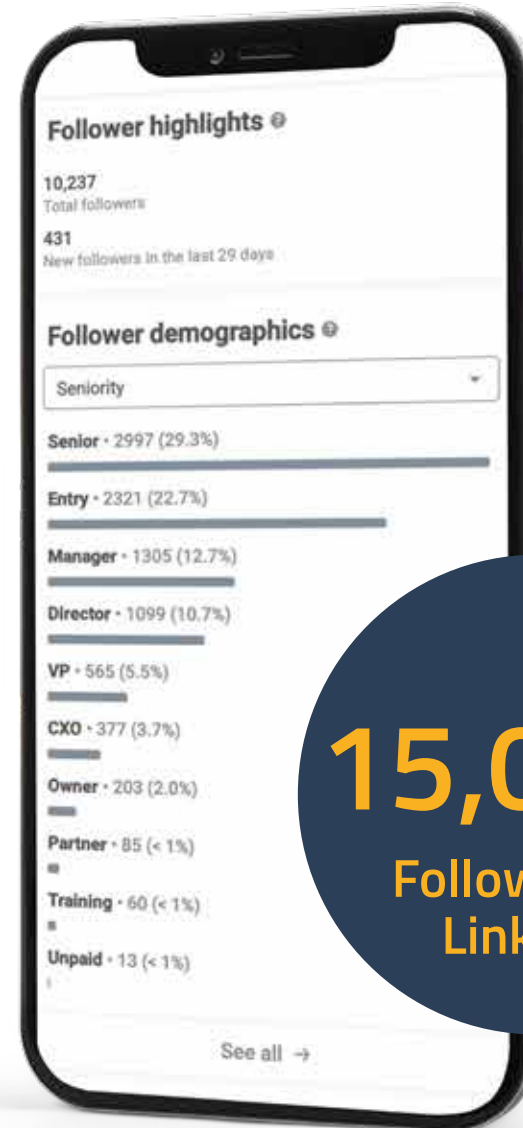 Follower highlights
10,237
Total followers
431
New followers in the last 29 days
Follower demographics
Seniority
Senior • 2997 (29.3%)
Entry • 2321 (22.7%)
Manager • 1305 (12.7%)
Director • 1099 (10.7%)
VP • 565 (5.5%)
CXO • 377 (3.7%)
Owner • 203 (2.0%)
Partner • 85 (< 1%)
Training • 60 (< 1%)
Unpaid • 13 (< 1%)
See all →
15,0
Follow
Link